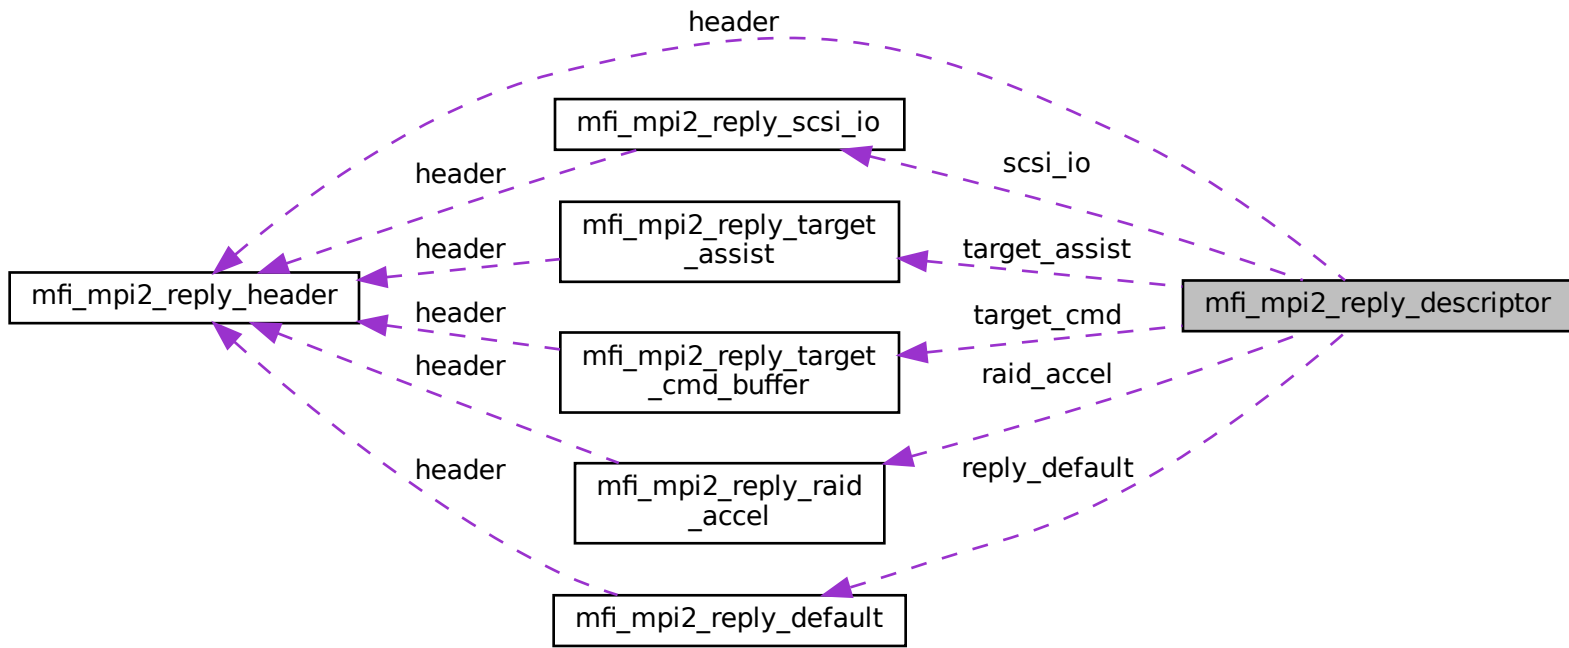 header
mfi_mpi2_reply_scsi_io
scsi_io
header
mfi_mpi2_reply_target
_assist
header
target_assist
mfi_mpi2_reply_header
mfi_mpi2_reply_descriptor
header
target_cmd
mfi_mpi2_reply_target
_cmd_buffer
header
raid_accel
header
reply_default
mfi_mpi2_reply_raid
_accel
mfi_mpi2_reply_default